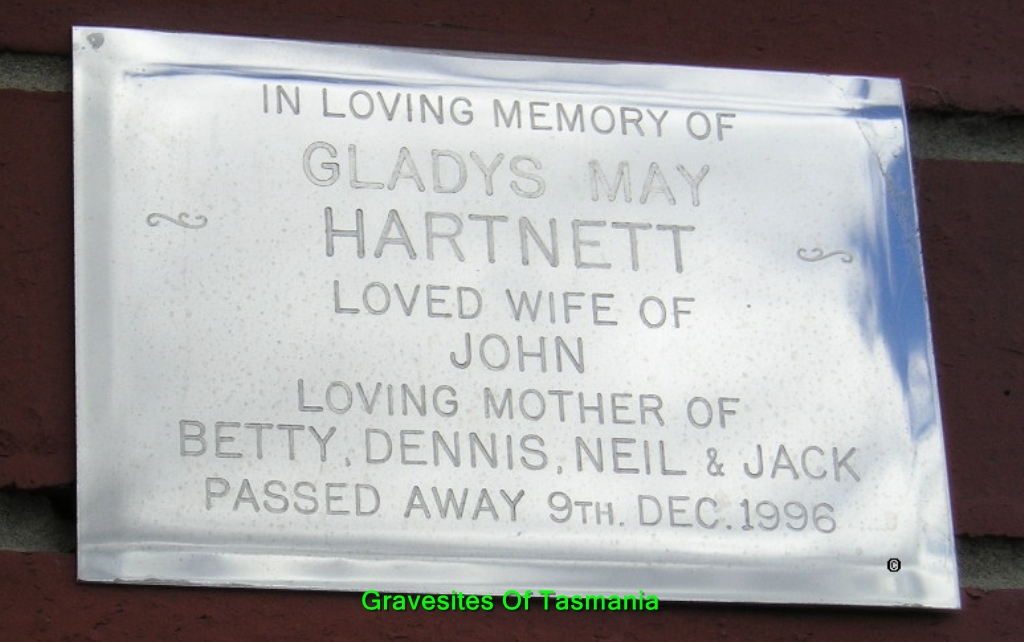 IN LOVING MEMORY OF
GLADYS MAY
HARTNETT
LOVED WIFE OF
JOHN
LOVING MOTHER OF
BETTY, DENNIS, NEIL & JACK
PASSED AWAY 9TH. DEC. 1996
©
Gravesites Of Tasmania